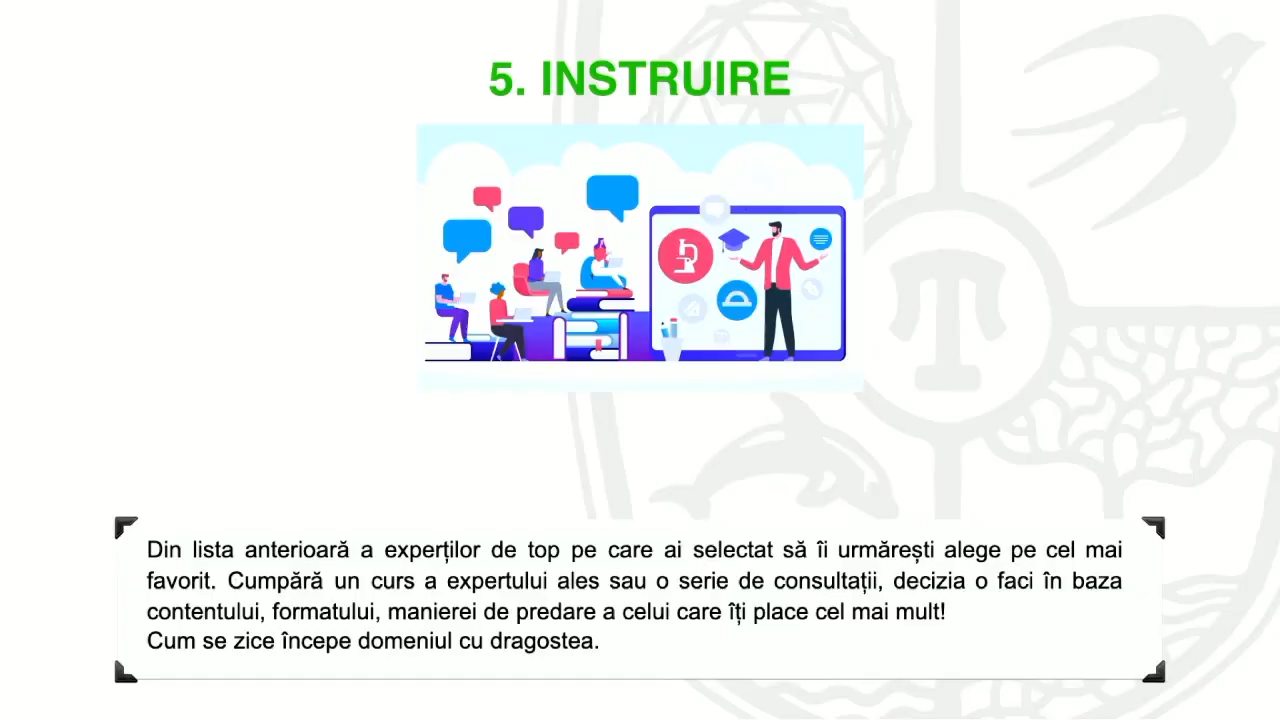 5. INSTRUIRE
Din lista anterioară a experților de top pe care ai selectat să îi urmărești alege pe cel mai
favorit. Cumpără un curs a expertului ales sau o serie de consultații, decizia o faci în baza
contentului, formatului, manierei de predare a celui care îți place cel mai mult!
Cum se zice începe domeniul cu dragostea.